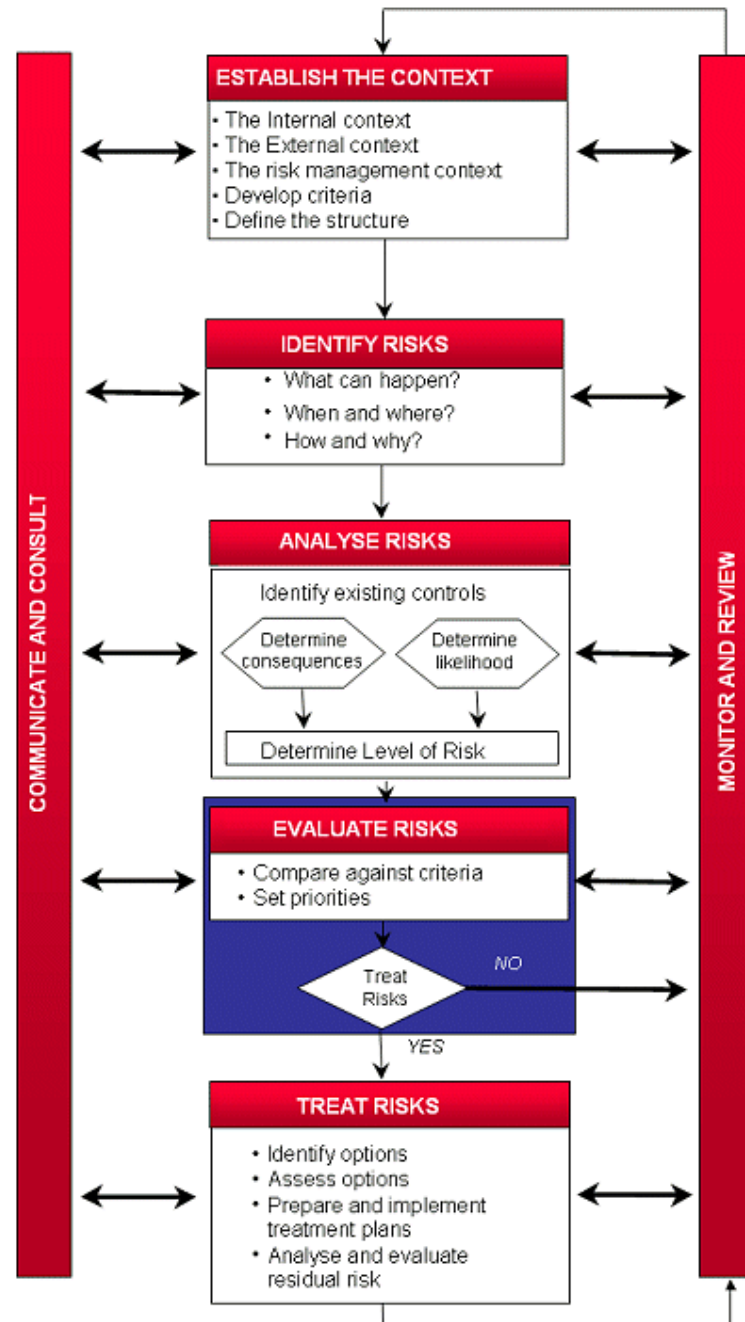 COMMUNICATE AND CONSULT
ESTABLISH THE CONTEXT
• The Internal context
• The External context
• The risk management context
• Develop criteria
• Define the structure
IDENTIFY RISKS
• What can happen?
• When and where?
• How and why?
ANALYSE RISKS
Identify existing controls
Determine
consequences
Determine
likelihood
Determine Level of Risk
EVALUATE RISKS
• Compare against criteria
• Set priorities
Treat
Risks
NO
YES
TREAT RISKS
• Identify options
• Assess options
• Prepare and implement
treatment plans
• Analyse and evaluate
residual risk
MONITOR AND REVIEW